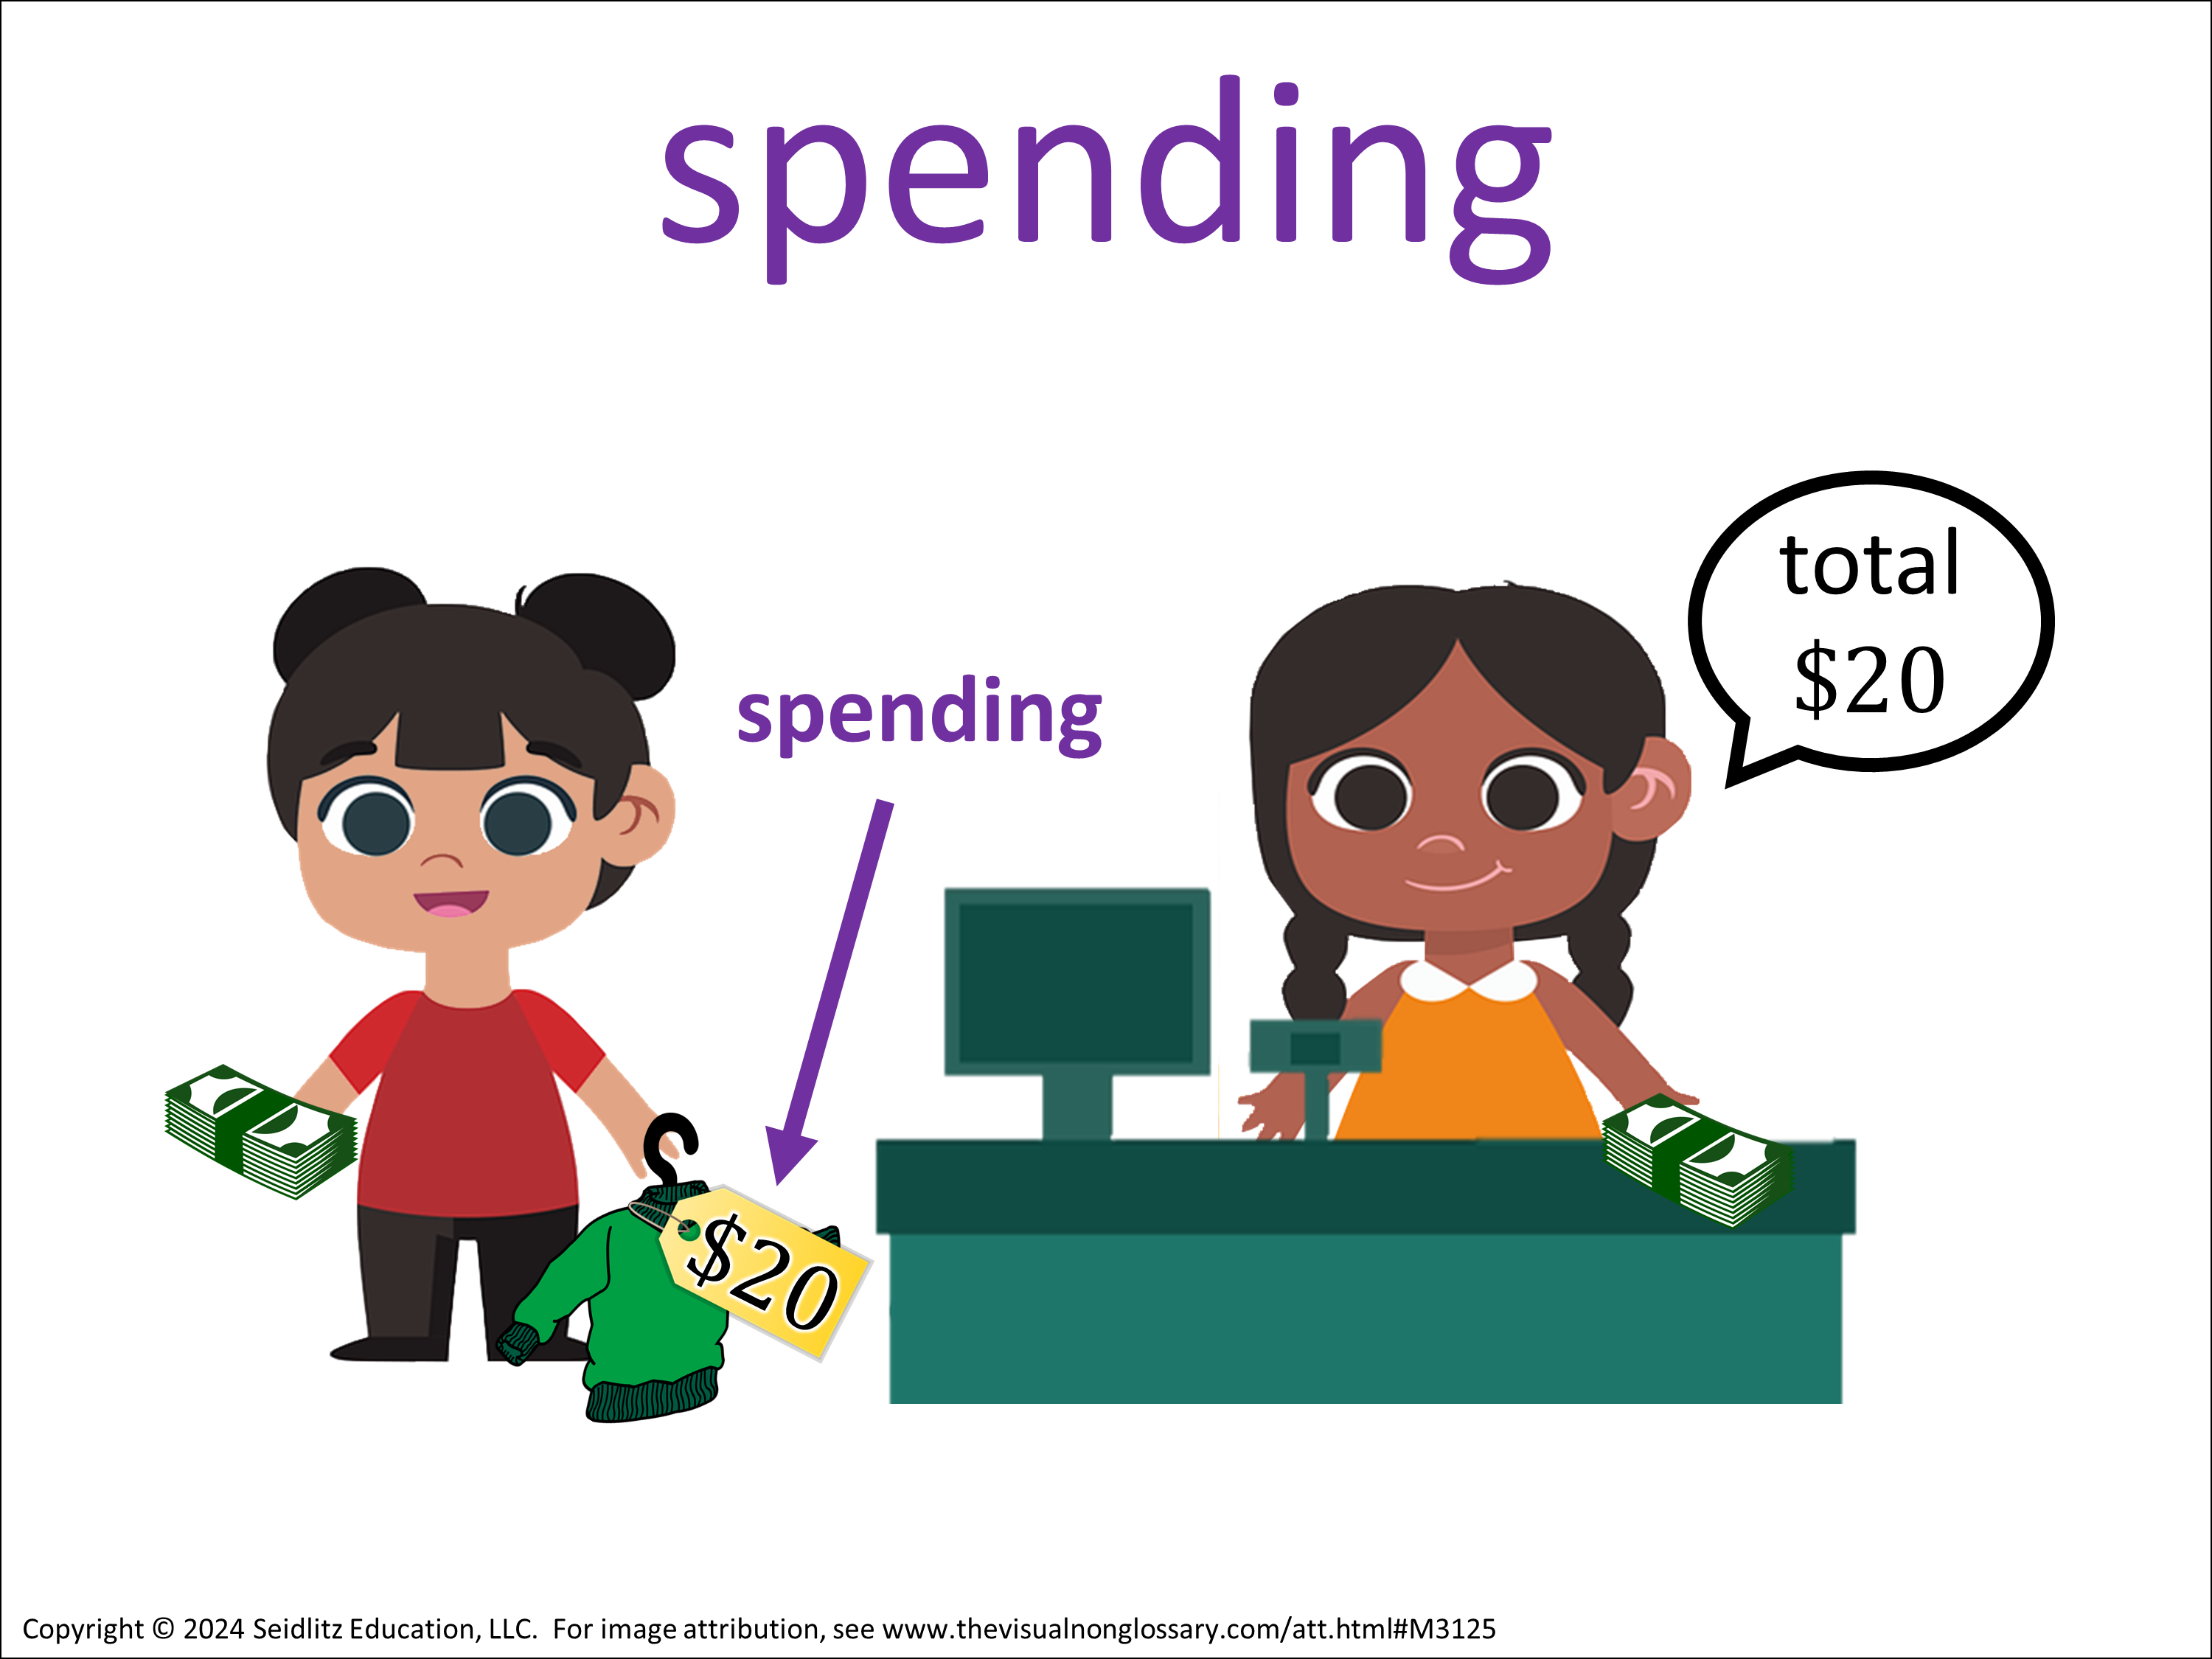 spending
total
$20
spending
$20
Copyright © 2024 Seidlitz Education, LLC.  For image attribution, see www.thevisualnonglossary.com/att.html#M3125